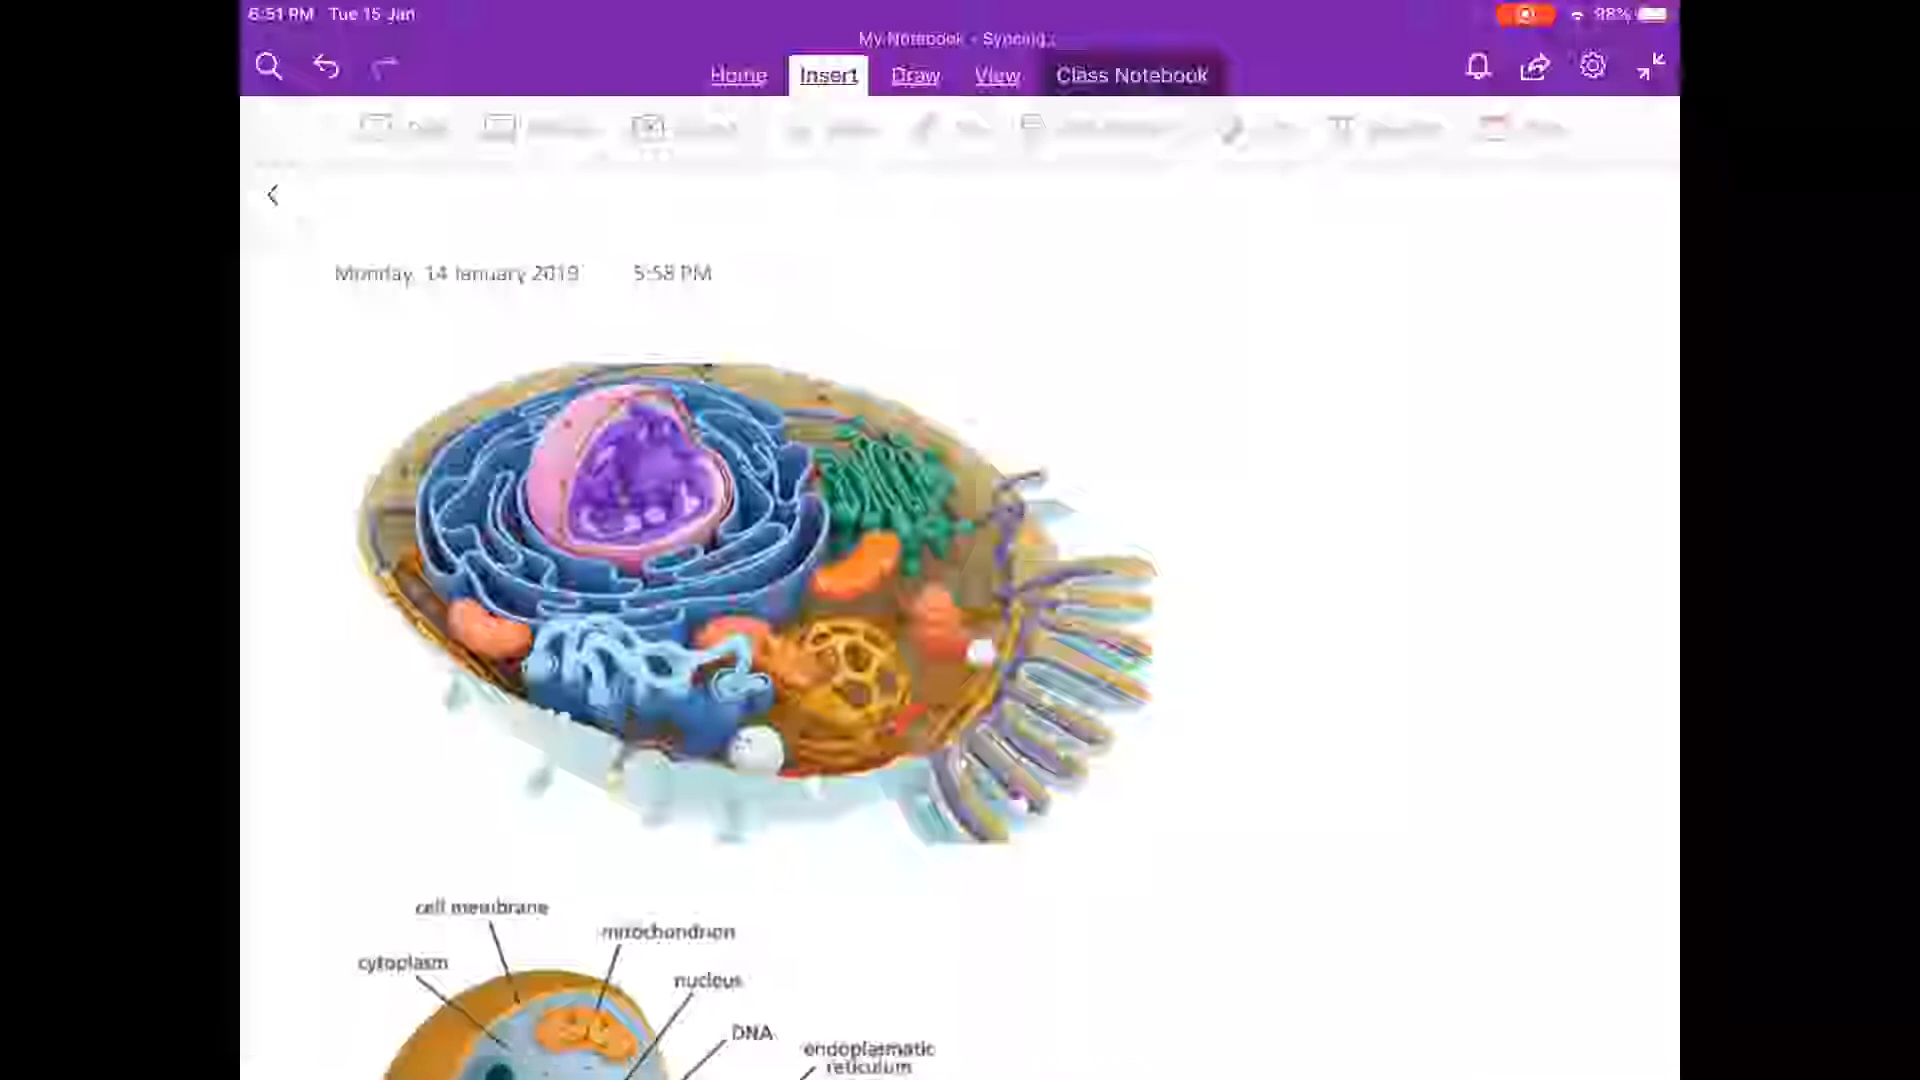 6:51 PM Tue 15 Jan
98%
My Notebook - Syncing...
Home Insert Draw View Class Notebook
Monday, 14 January 2019 5:58 PM
cell membrane
mitochondrion
cytoplasm
nucleus
DNA
endoplasmatic
reticulum